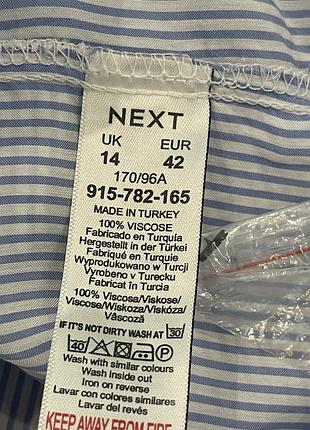 NEXT
UK EUR
14 42
170/96A
915-782-165
MADE IN TURKEY
100% VISCOSE
Fabricado en Turquía
Hergestellt in der Türkei
Fabriqué en Turquie
Wyprodukowano w Turcji
Vyrobeno v Turecku
Fabricat în Turcia
100% Viscosa/Viskose/
Viscose/Wiskoza/Viskóza/
Vâscoză
IF IT'S NOT DIRTY WASH AT 30
40 P
Wash with similar colours
Wash inside out
Iron on reverse
Lavar con colores similares
Lavar del revés
KEEP AWAY FROM FIRE